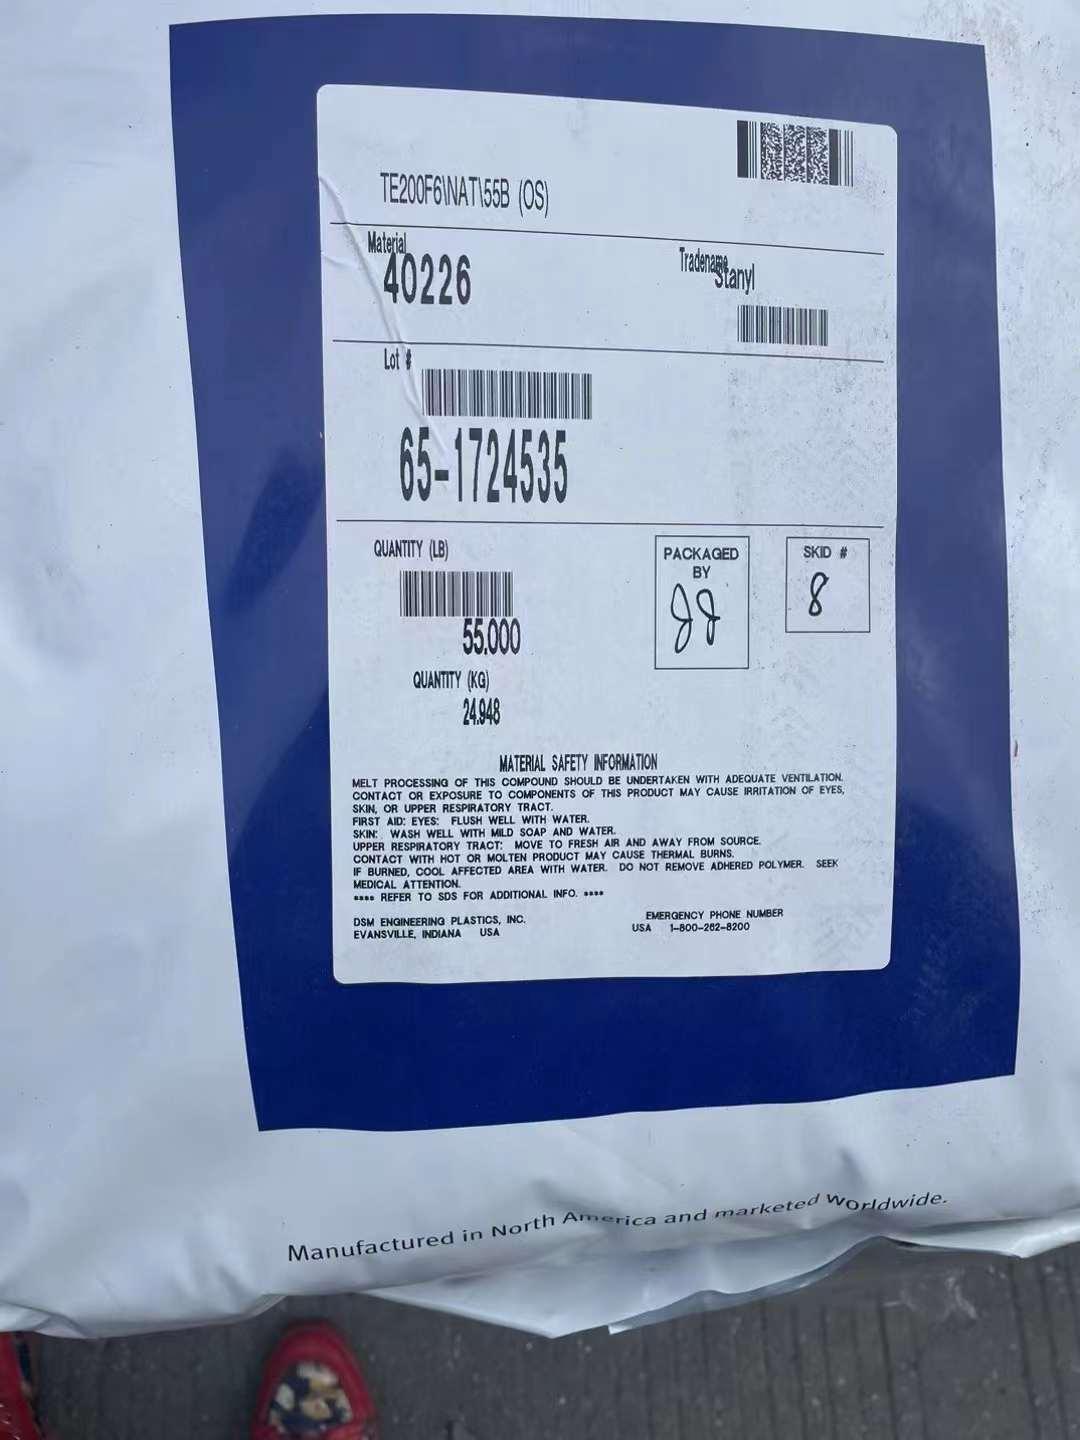 TE200F6\NAT\55B (OS)
Material
40226
Tradename
Stanyl
Lot #
65-1724535
QUANTITY (LB)
55.000
QUANTITY (KG)
24.948
PACKAGED
BY
JJ
SKID #
8
MATERIAL SAFETY INFORMATION
MELT PROCESSING OF THIS COMPOUND SHOULD BE UNDERTAKEN WITH ADEQUATE VENTILATION.
CONTACT OR EXPOSURE TO COMPONENTS OF THIS PRODUCT MAY CAUSE IRRITATION OF EYES,
SKIN, OR UPPER RESPIRATORY TRACT.
FIRST AID: EYES: FLUSH WELL WITH WATER.
SKIN: WASH WELL WITH MILD SOAP AND WATER.
UPPER RESPIRATORY TRACT: MOVE TO FRESH AIR AND AWAY FROM SOURCE.
CONTACT WITH HOT OR MOLTEN PRODUCT MAY CAUSE THERMAL BURNS.
IF BURNED, COOL AFFECTED AREA WITH WATER. DO NOT REMOVE ADHERED POLYMER. SEEK
MEDICAL ATTENTION.
**** REFER TO SDS FOR ADDITIONAL INFO. ****
DSM ENGINEERING PLASTICS, INC.
EVANSVILLE, INDIANA USA
EMERGENCY PHONE NUMBER
USA 1-800-262-8200
Manufactured in North America and marketed Worldwide.